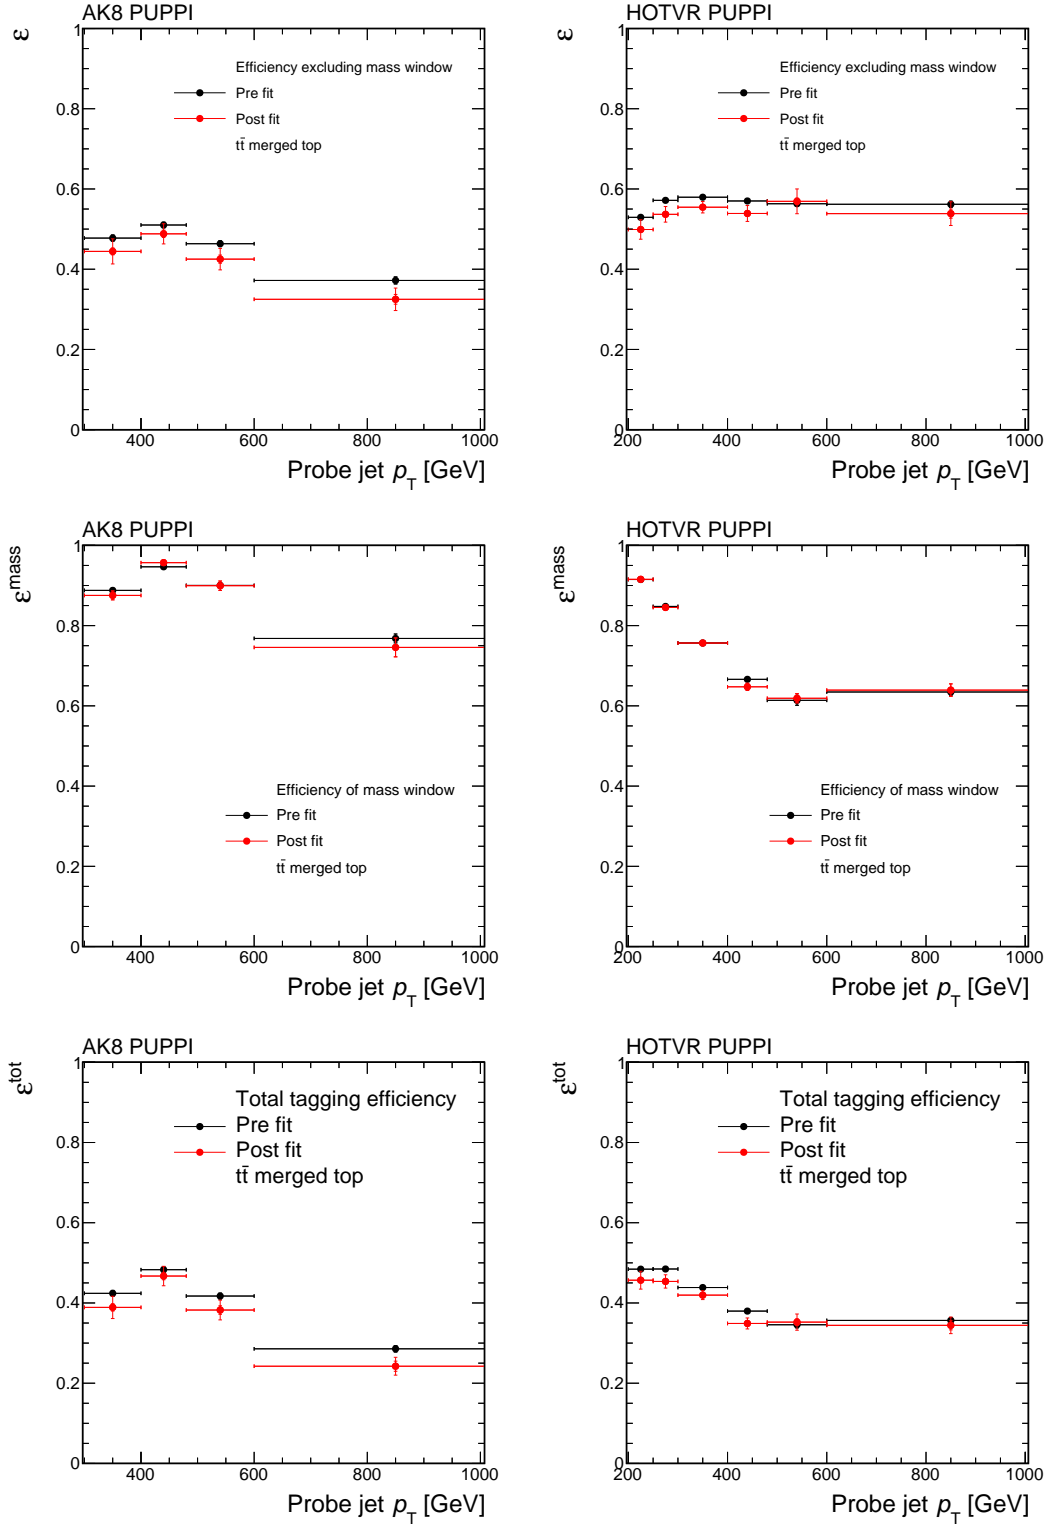 AK8 PUPPI
ε
Efficiency excluding mass window
Pre fit
Post fit
tt̄ merged top
1
0.8
0.6
0.4
0.2
0
400 600 800 1000
Probe jet pT [GeV]
HOTVR PUPPI
ε
Efficiency excluding mass window
Pre fit
Post fit
tt̄ merged top
1
0.8
0.6
0.4
0.2
0
200 400 600 800 1000
Probe jet pT [GeV]
AK8 PUPPI
ε^mass
1
0.8
0.6
0.4
0.2
0
Efficiency of mass window
Pre fit
Post fit
tt̄ merged top
400 600 800 1000
Probe jet pT [GeV]
HOTVR PUPPI
ε^mass
1
0.8
0.6
0.4
0.2
0
Efficiency of mass window
Pre fit
Post fit
tt̄ merged top
200 400 600 800 1000
Probe jet pT [GeV]
AK8 PUPPI
ε^tot
Total tagging efficiency
Pre fit
Post fit
tt̄ merged top
1
0.8
0.6
0.4
0.2
0
400 600 800 1000
Probe jet pT [GeV]
HOTVR PUPPI
ε^tot
Total tagging efficiency
Pre fit
Post fit
tt̄ merged top
1
0.8
0.6
0.4
0.2
0
200 400 600 800 1000
Probe jet pT [GeV]